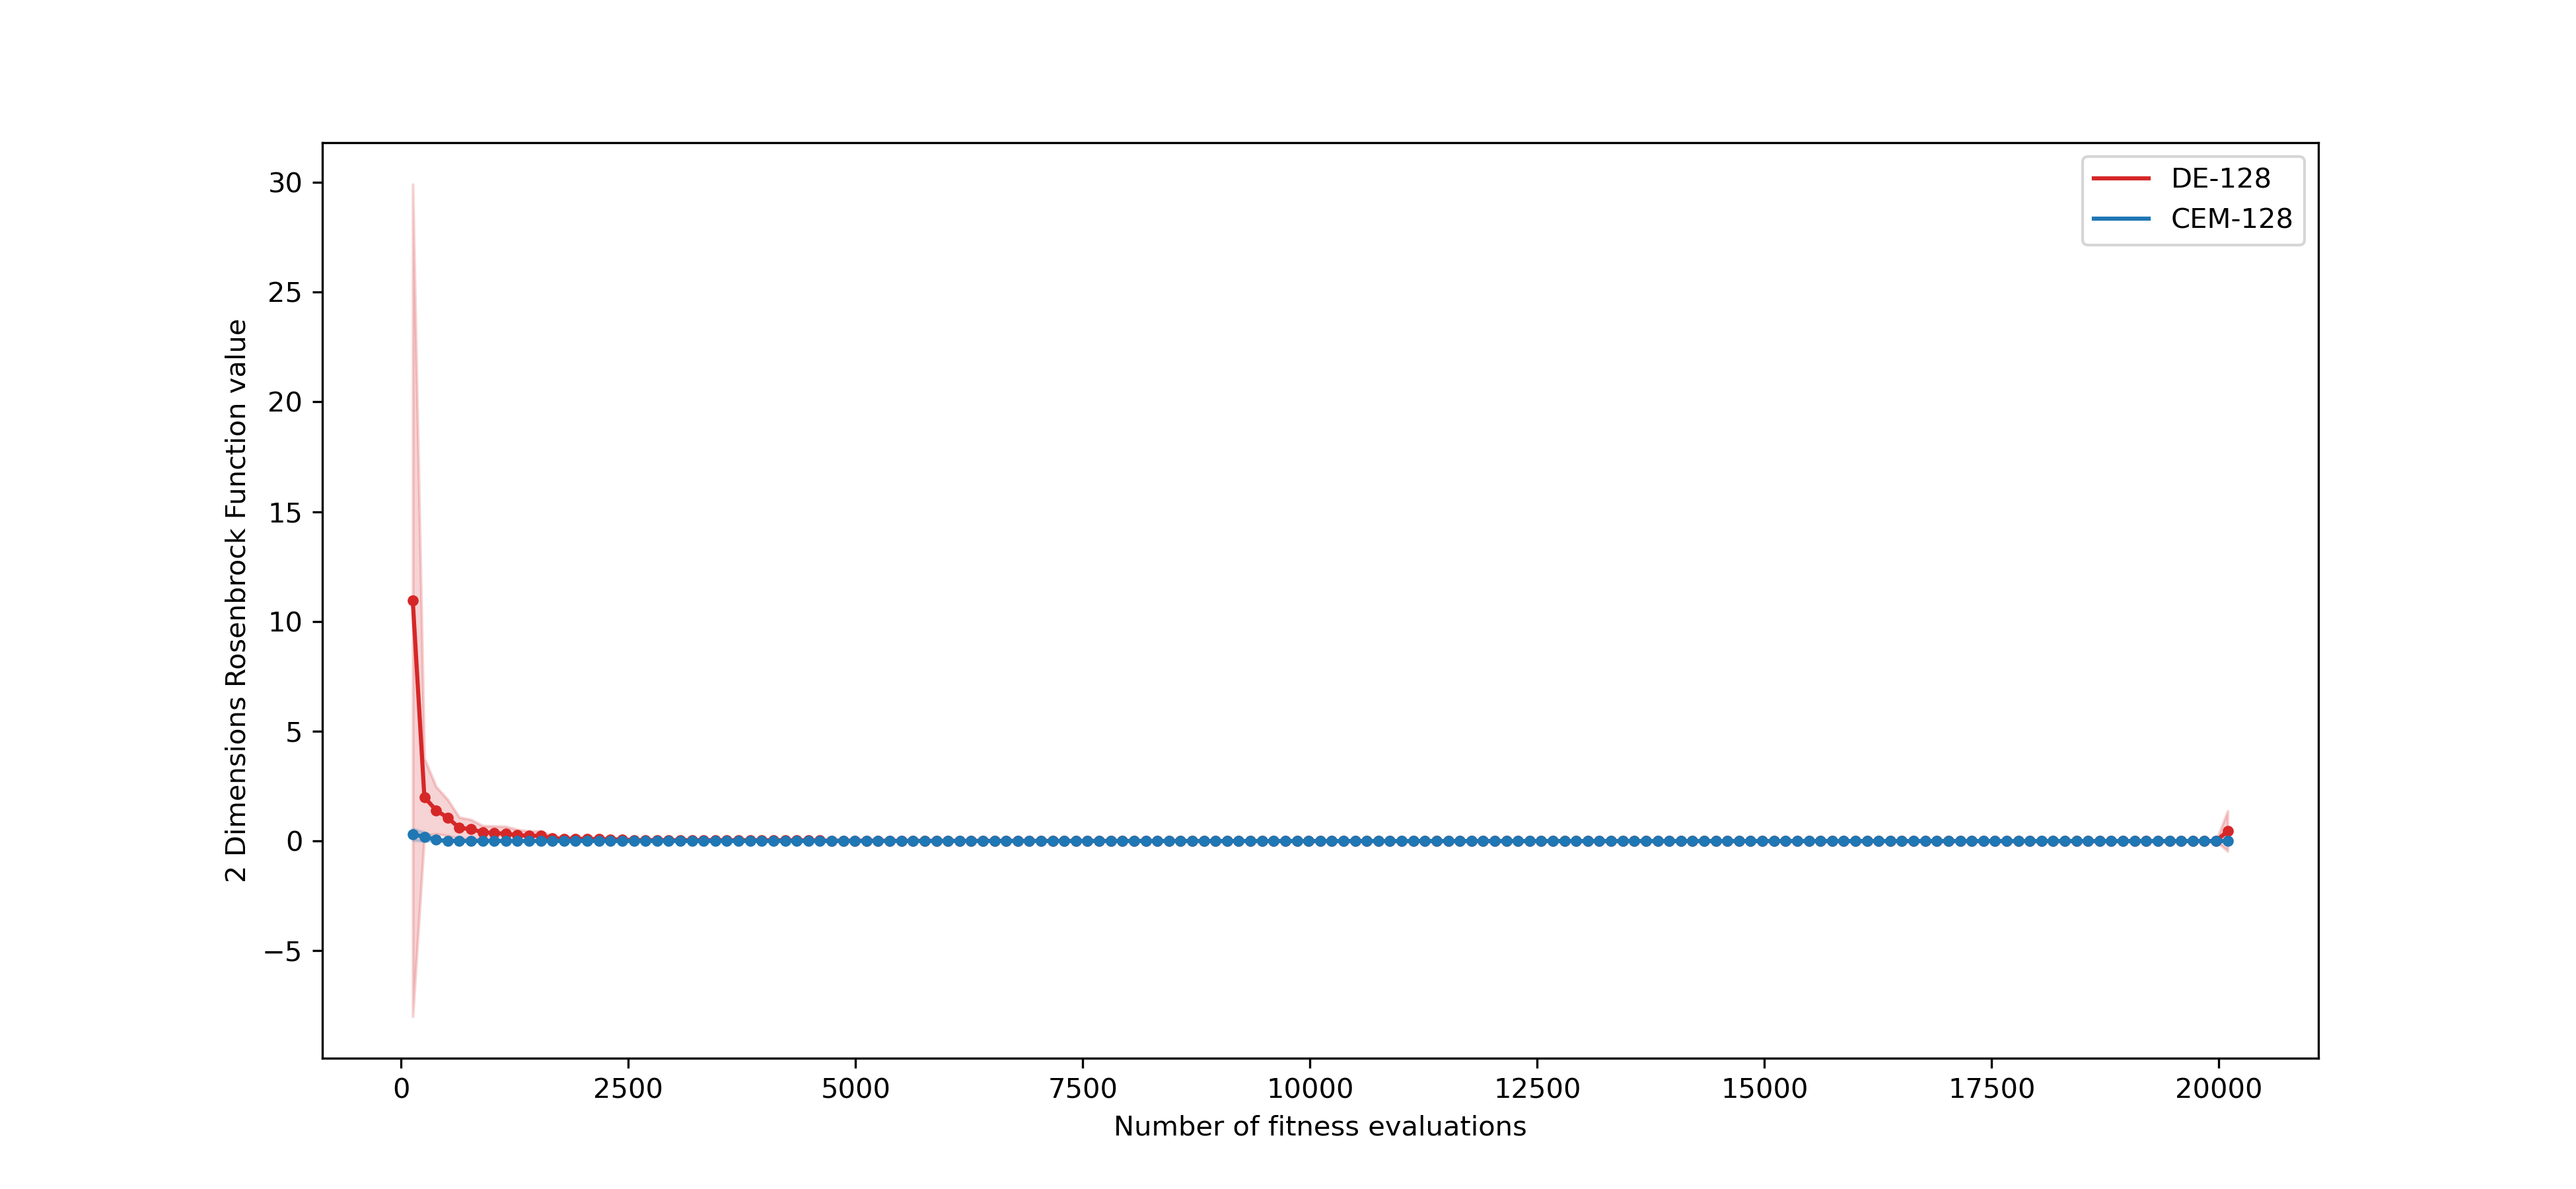 30
25
20
15
10
5
0
−5
2 Dimensions Rosenbrock Function value
DE-128
CEM-128
0 2500 5000 7500 10000 12500 15000 17500 20000
Number of fitness evaluations